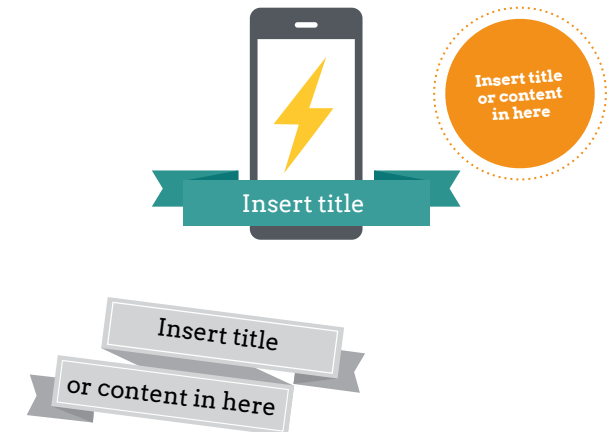 Insert title
or content
in here
Insert title
Insert title
or content in here